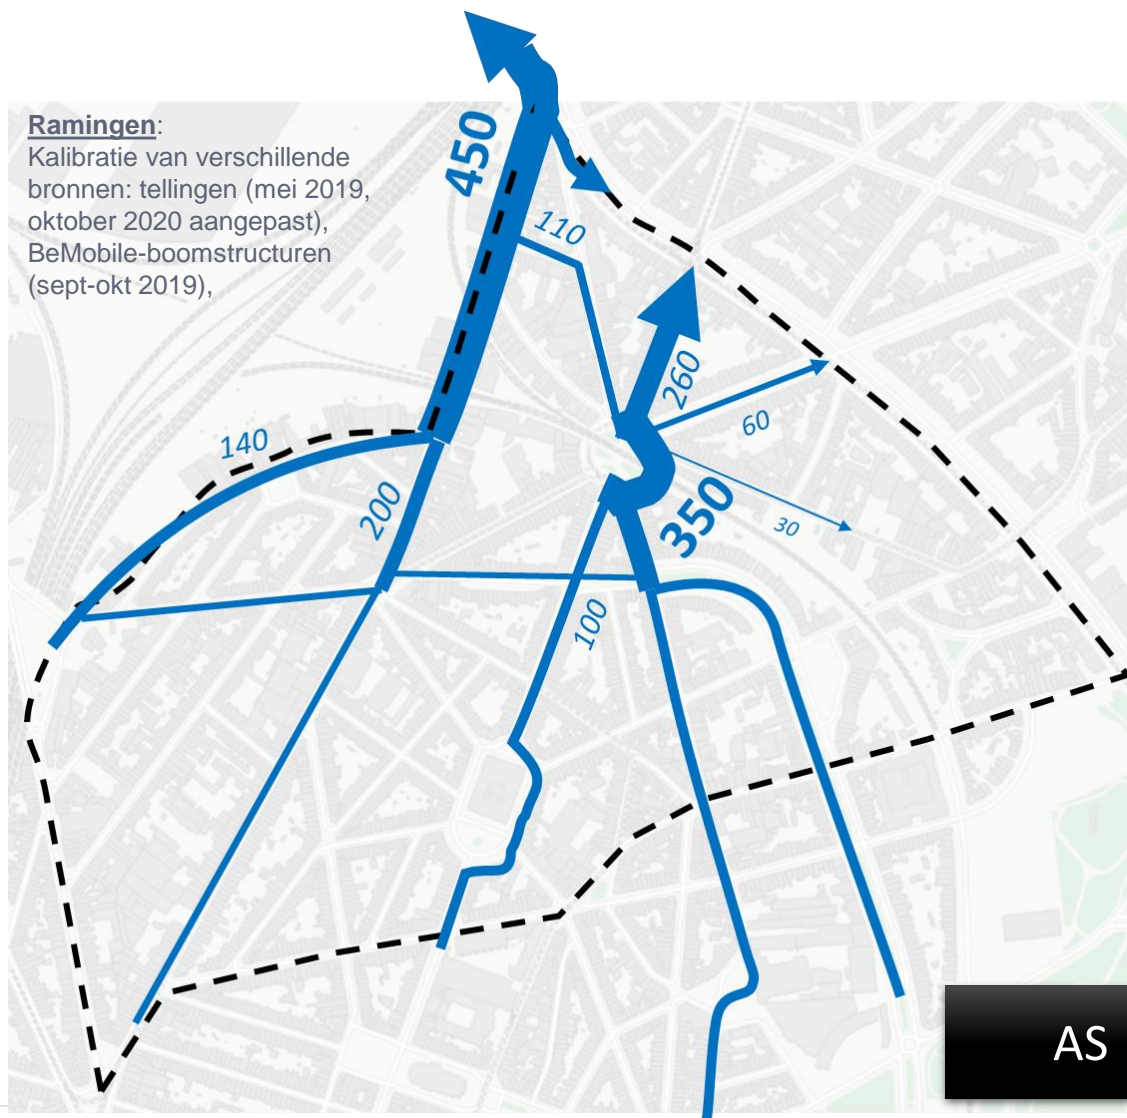 Ramingen:
Kalibratie van verschillende
bronnen: tellingen (mei 2019,
oktober 2020 aangepast),
BeMobile-boomstructuren
(sept-okt 2019),
450
110
260
60
140
200
350
30
100
AS